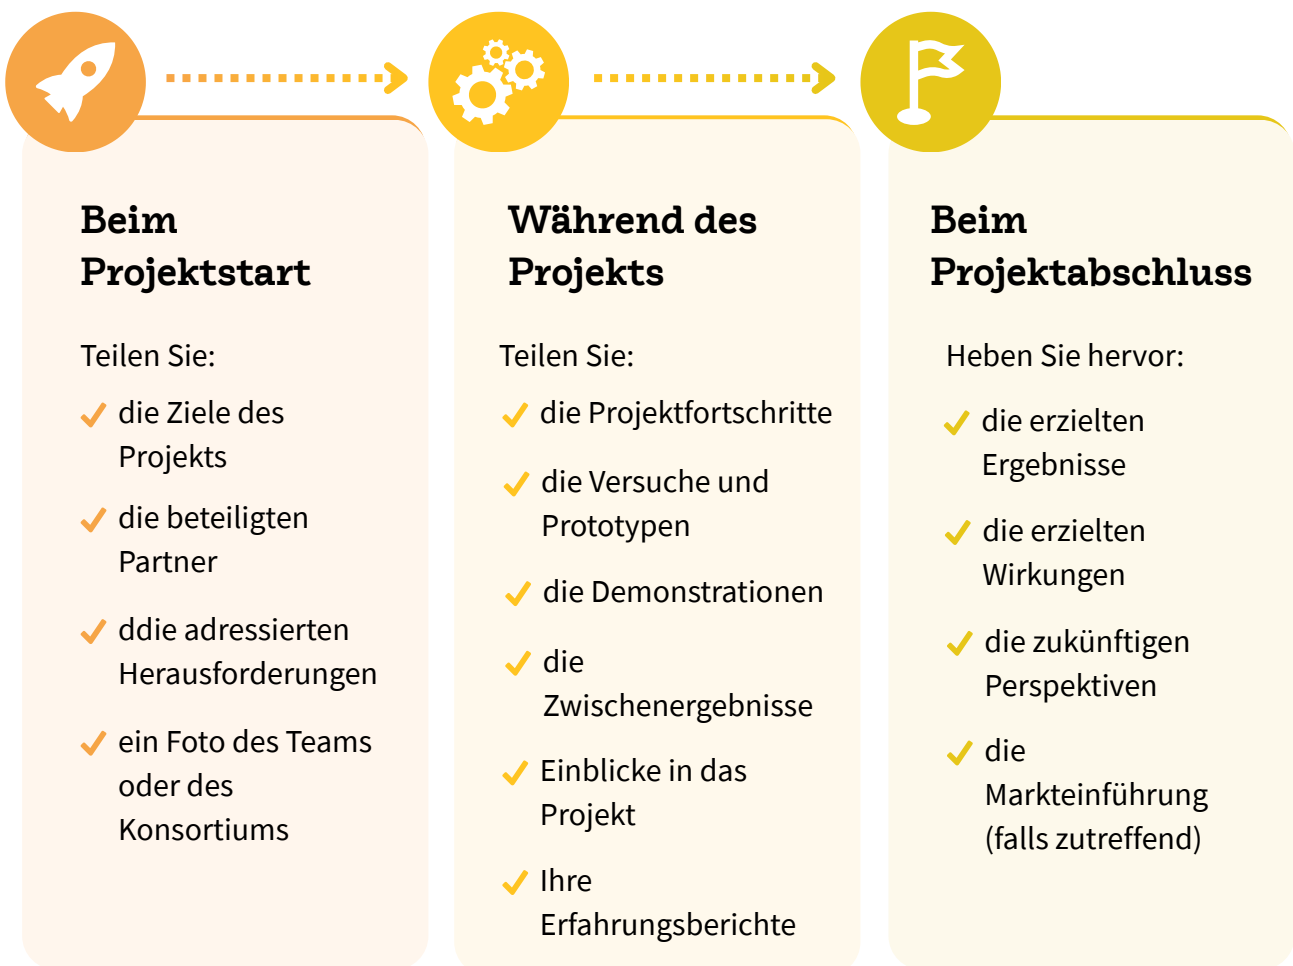 Beim
Projektstart
Teilen Sie:
die Ziele des
Projekts
die beteiligten
Partner
ddie adressierten
Herausforderungen
ein Foto des Teams
oder des
Konsortiums
Während des
Projekts
Teilen Sie:
die Projektfortschritte
die Versuche und
Prototypen
die Demonstrationen
die
Zwischenergebnisse
Einblicke in das
Projekt
Ihre
Erfahrungsberichte
Beim
Projektabschluss
Heben Sie hervor:
die erzielten
Ergebnisse
die erzielten
Wirkungen
die zukünftigen
Perspektiven
die
Markteinführung
(falls zutreffend)